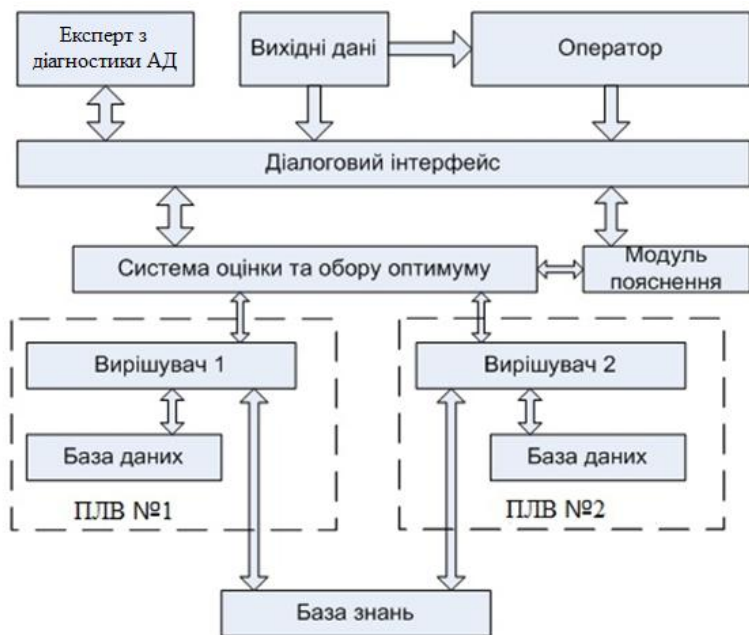 Експерт з
діагностики АД
Вихідні дані
Оператор
Діалоговий інтерфейс
Система оцінки та обору оптимуму
Модуль
пояснення
Вирішувач 1
Вирішувач 2
База даних
База даних
ПЛВ №1
ПЛВ №2
База знань